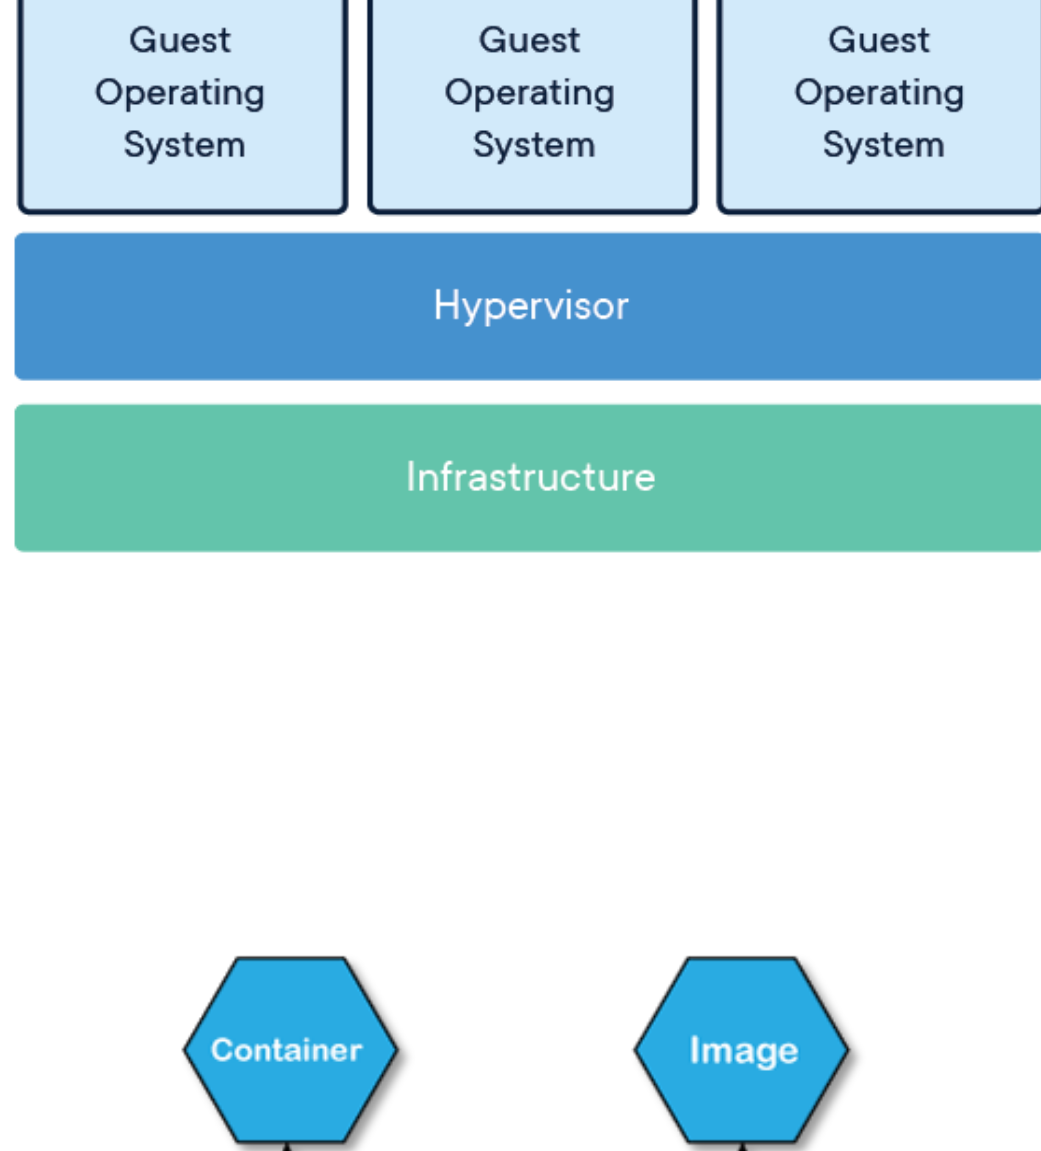 Guest
Operating
System
Guest
Operating
System
Guest
Operating
System
Hypervisor
Infrastructure
Container
Image